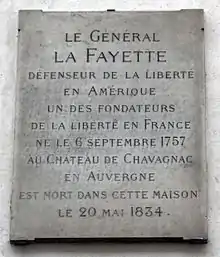 LE GÉNÉRAL
LA FAYETTE
DÉFENSEUR DE LA LIBERTÉ
EN AMÉRIQUE
UN DES FONDATEURS
DE LA LIBERTÉ EN FRANCE
NÉ LE 6 SEPTEMBRE 1757
AU CHÂTEAU DE CHAVAGNAC
EN AUVERGNE
EST MORT DANS CETTE MAISON
LE 20 MAI 1834.